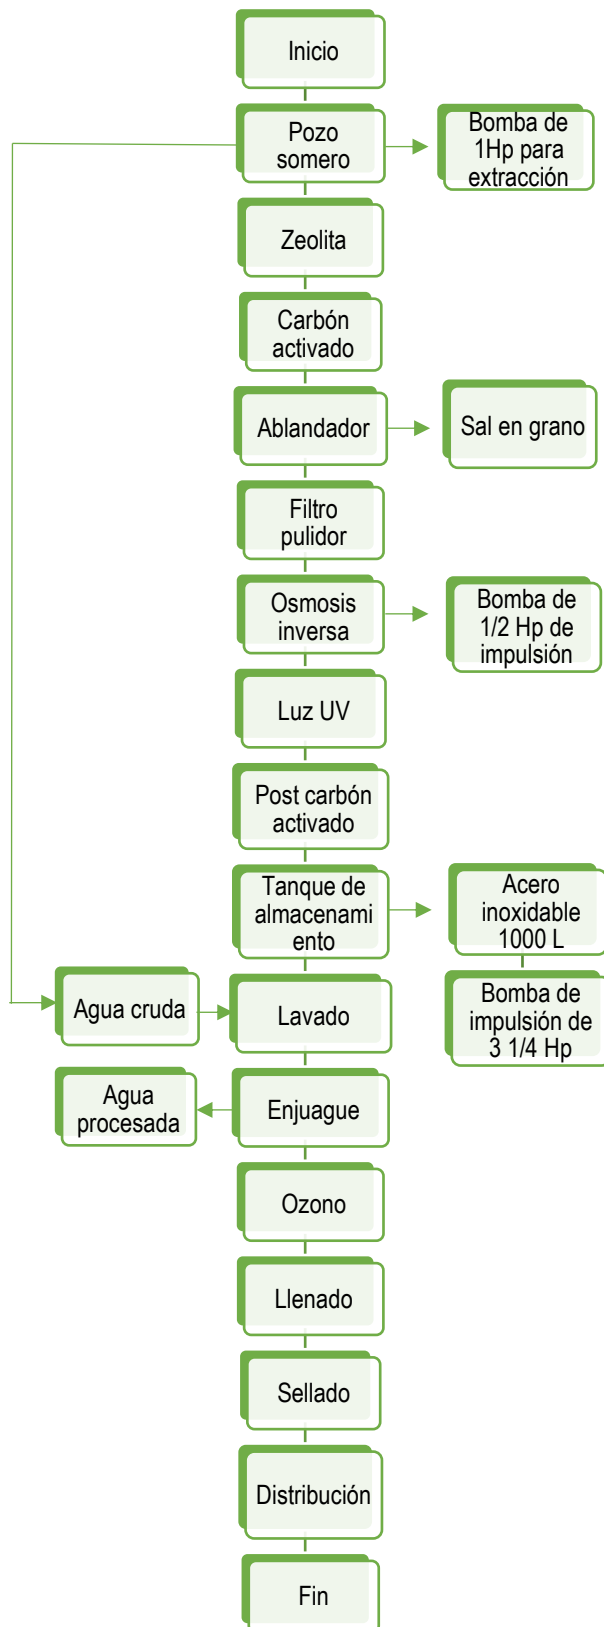 Inicio
Pozo
somero
Bomba de
1Hp para
extracción
Zeolita
Carbón
activado
Ablandador
Sal en grano
Filtro
pulidor
Osmosis
inversa
Bomba de
1/2 Hp de
impulsión
Luz UV
Post carbón
activado
Tanque de
almacenami
ento
Acero
inoxidable
1000 L
Bomba de
impulsión de
3 1/4 Hp
Agua cruda
Lavado
Agua
procesada
Enjuague
Ozono
Llenado
Sellado
Distribución
Fin